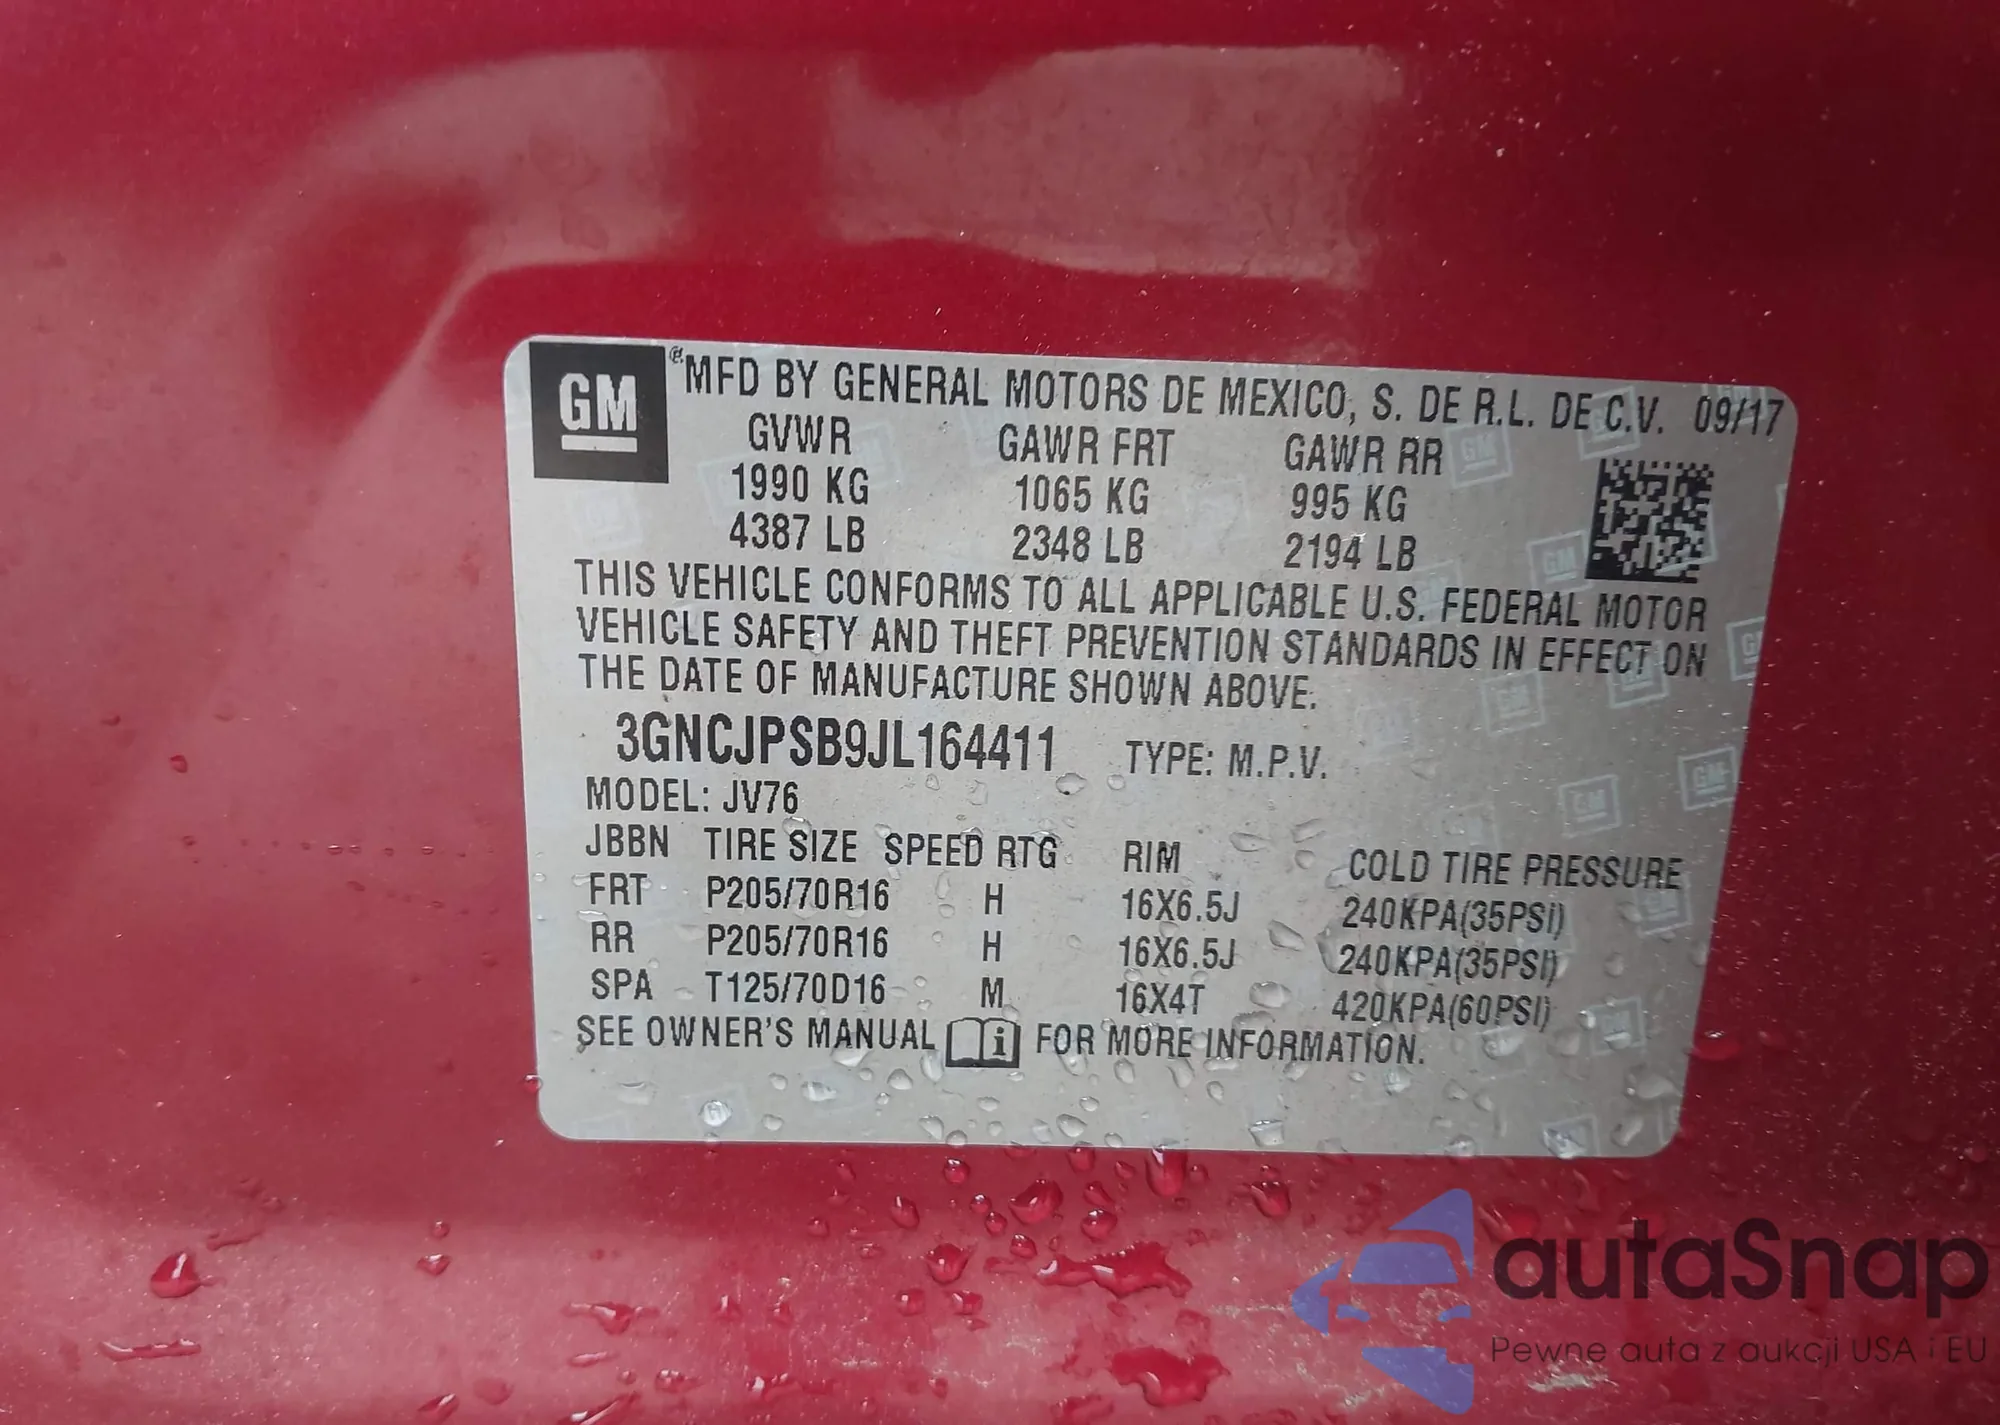 GM
MFD BY GENERAL MOTORS DE MEXICO, S. DE R.L. DE C.V. 09/17
GVWR GAWR FRT GAWR RR
1990 KG 1065 KG 995 KG
4387 LB 2348 LB 2194 LB
THIS VEHICLE CONFORMS TO ALL APPLICABLE U.S. FEDERAL MOTOR
VEHICLE SAFETY AND THEFT PREVENTION STANDARDS IN EFFECT ON
THE DATE OF MANUFACTURE SHOWN ABOVE.
3GNCJPSB9JL164411 TYPE: M.P.V.
MODEL: JV76
JBBN TIRE SIZE SPEED RTG RIM COLD TIRE PRESSURE
FRT P205/70R16 H 16X6.5J 240KPA(35PSI)
RR P205/70R16 H 16X6.5J 240KPA(35PSI)
SPA T125/70D16 M 16X4T 420KPA(60PSI)
SEE OWNER'S MANUAL i FOR MORE INFORMATION.
autaSnap
Pewne auta z aukcji USA i EU